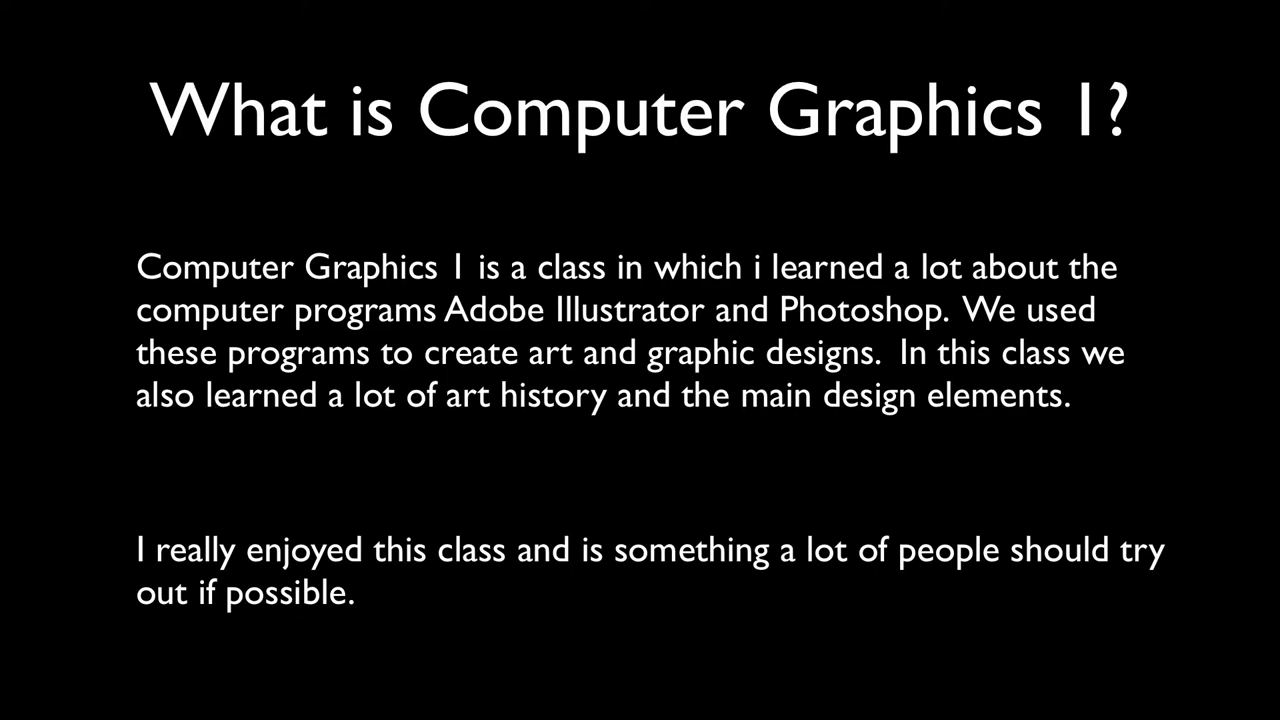 What is Computer Graphics 1?
Computer Graphics 1 is a class in which i learned a lot about the
computer programs Adobe Illustrator and Photoshop.  We used
these programs to create art and graphic designs.  In this class we
also learned a lot of art history and the main design elements.
I really enjoyed this class and is something a lot of people should try
out if possible.